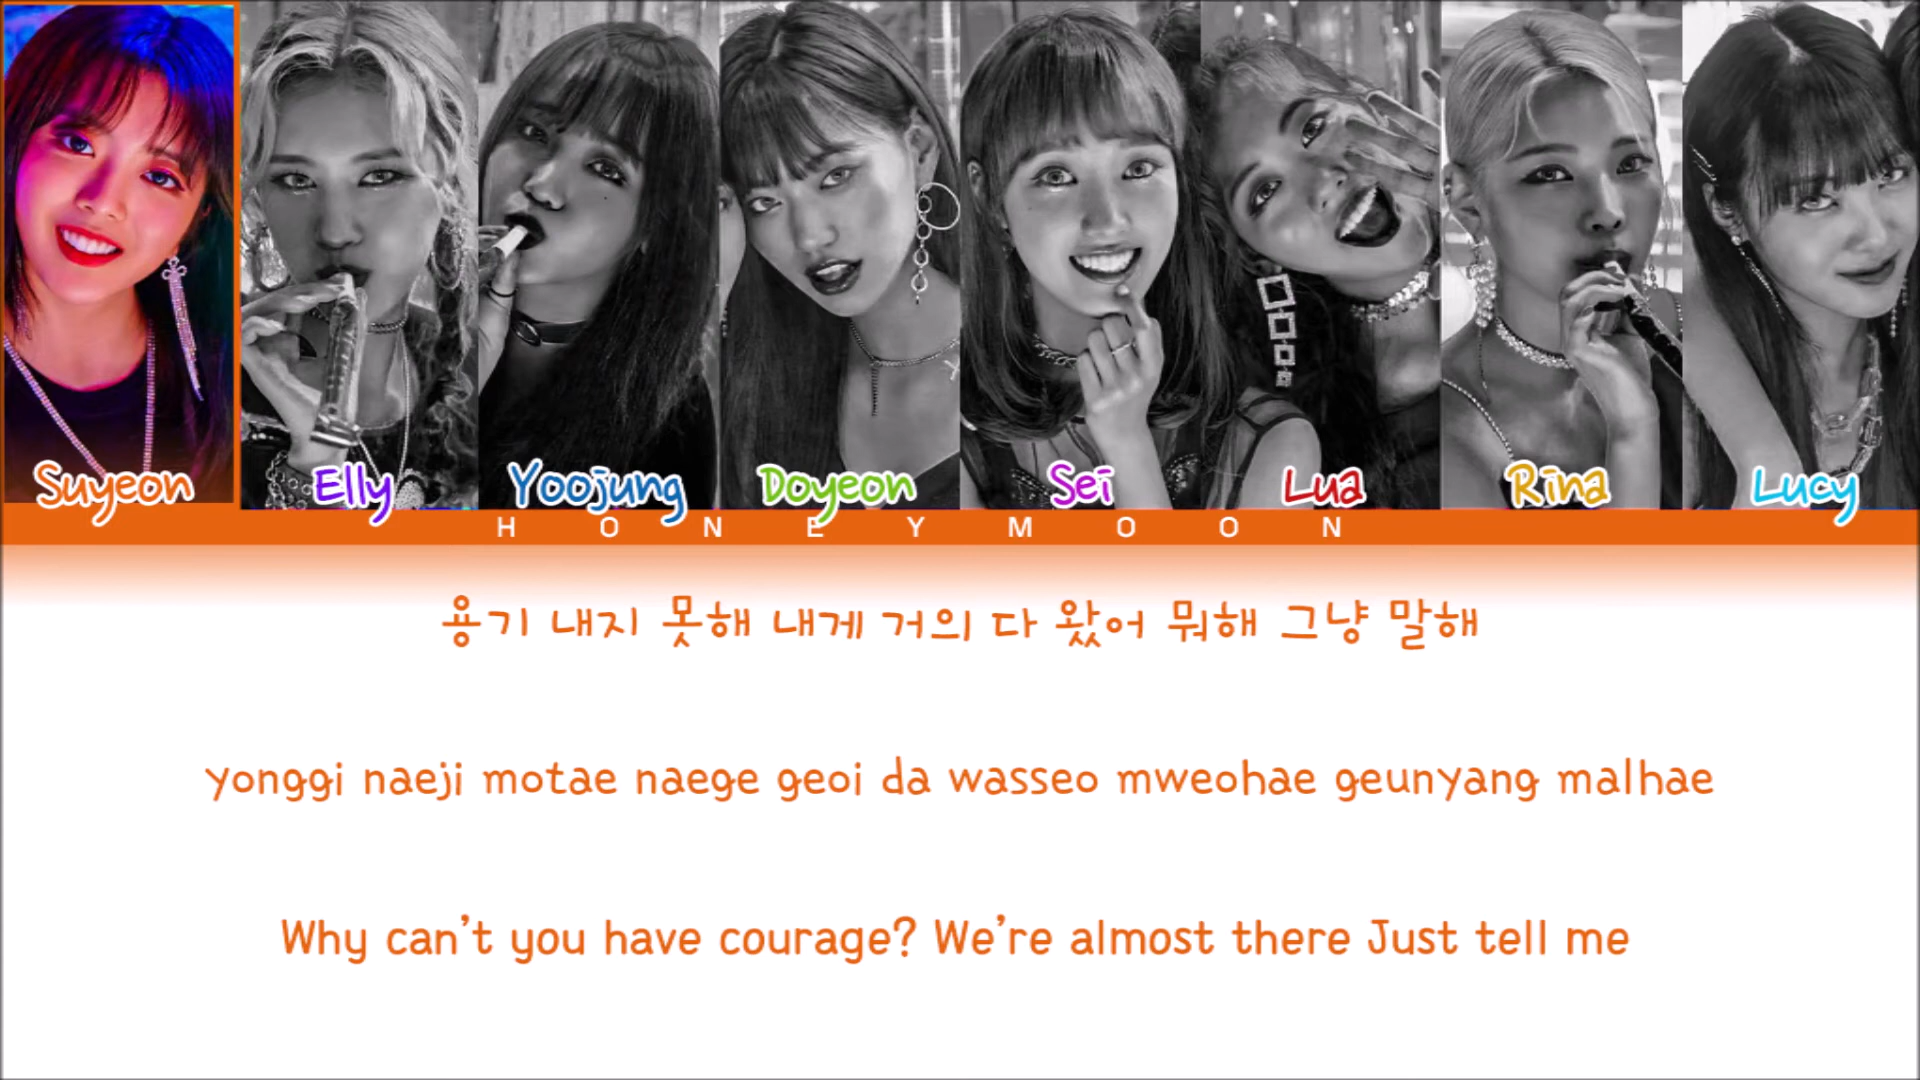 Suyeon Elly Yoojung Doyeon Sei Lua Rina Lucy
HONEYMOON
용기 내지 못해 내게 거의 다 왔어 뭐해 그냥 말해
yonggi naeji motae naege geoi da wasseo mweohae geunyang malhae
Why can't you have courage? We're almost there Just tell me